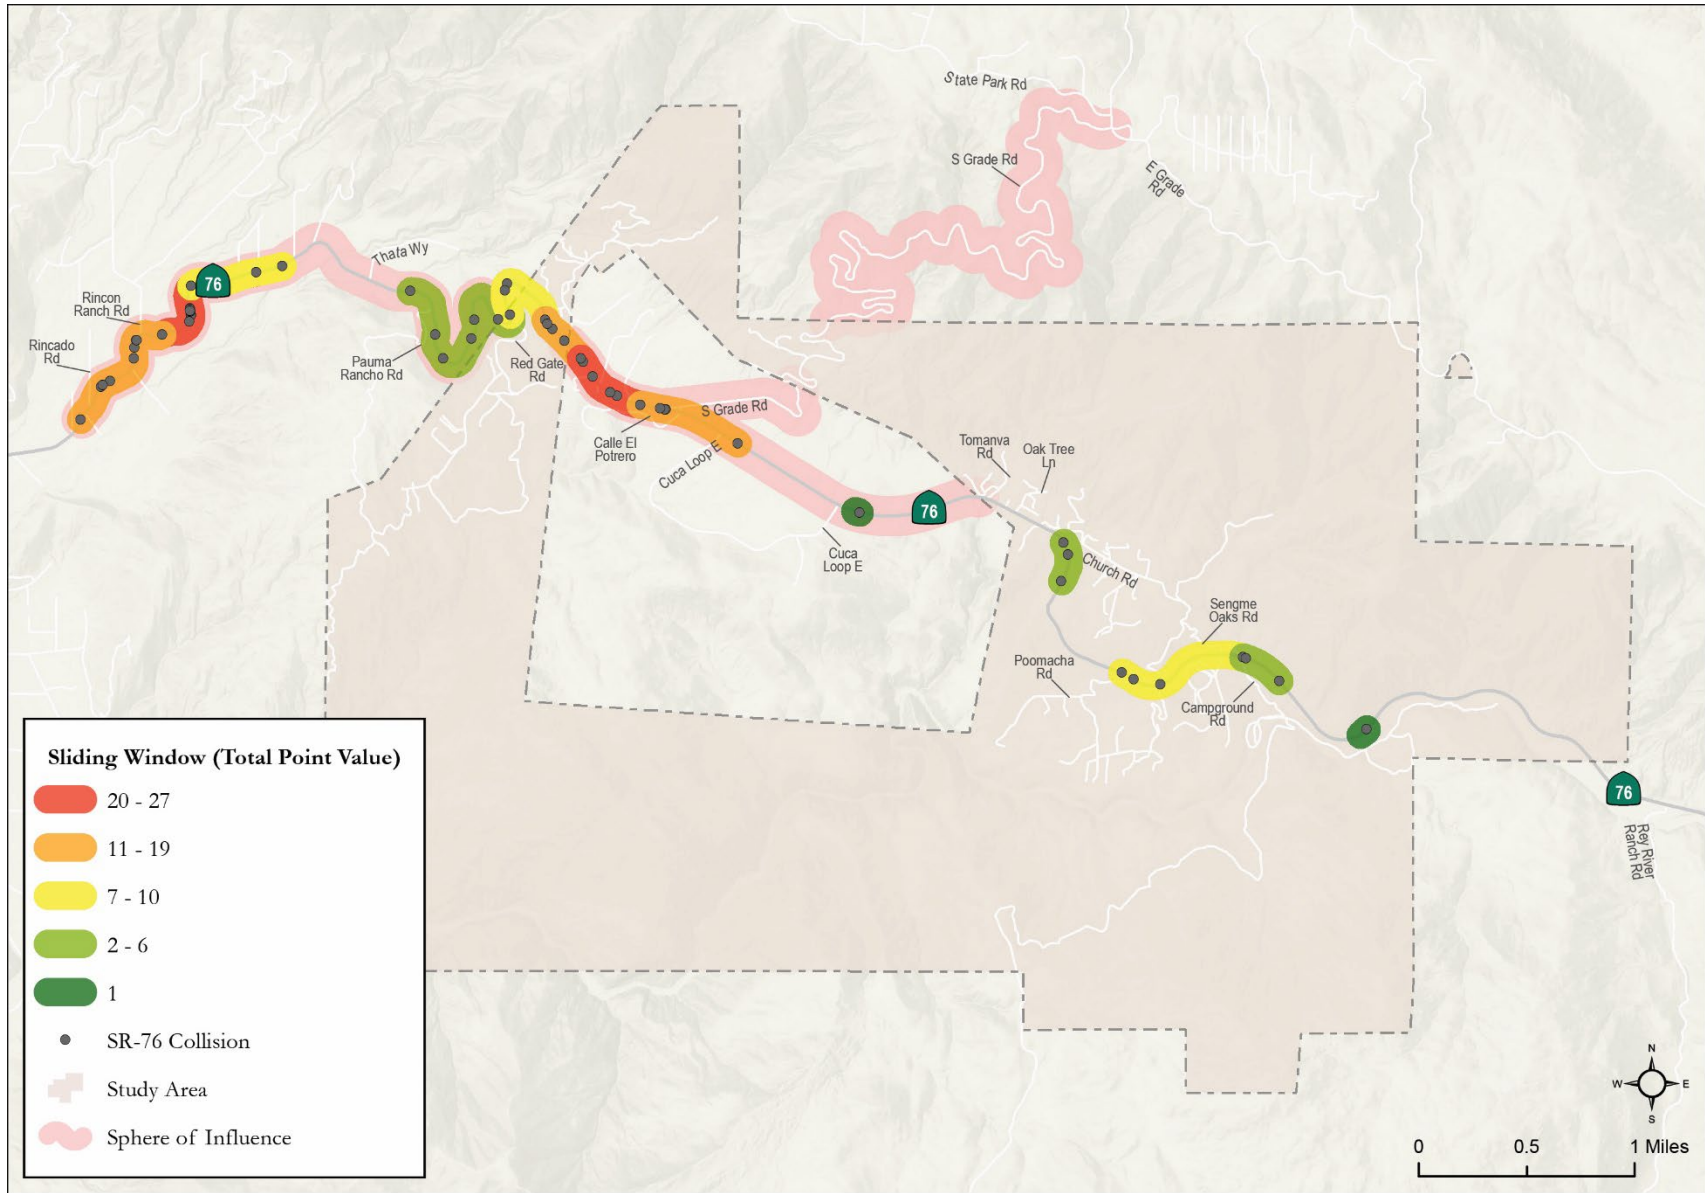 State Park Rd
S Grade Rd
E Grade
Rd
Thata Wy
76
Rincon
Ranch Rd
Rincado
Rd
Pauma
Rancho Rd
Red Gate
Rd
S Grade Rd
Calle El
Potrero
Cuca Loop E
Tomanva
Rd
Oak Tree
Ln
76
Cuca
Loop E
Church Rd
Sengme
Oaks Rd
Poomacha
Rd
Campground
Rd
76
Rey River
Ranch Rd
Sliding Window (Total Point Value)
20 - 27
11 - 19
7 - 10
2 - 6
1
SR-76 Collision
Study Area
Sphere of Influence
N
W E
S
0 0.5 1 Miles